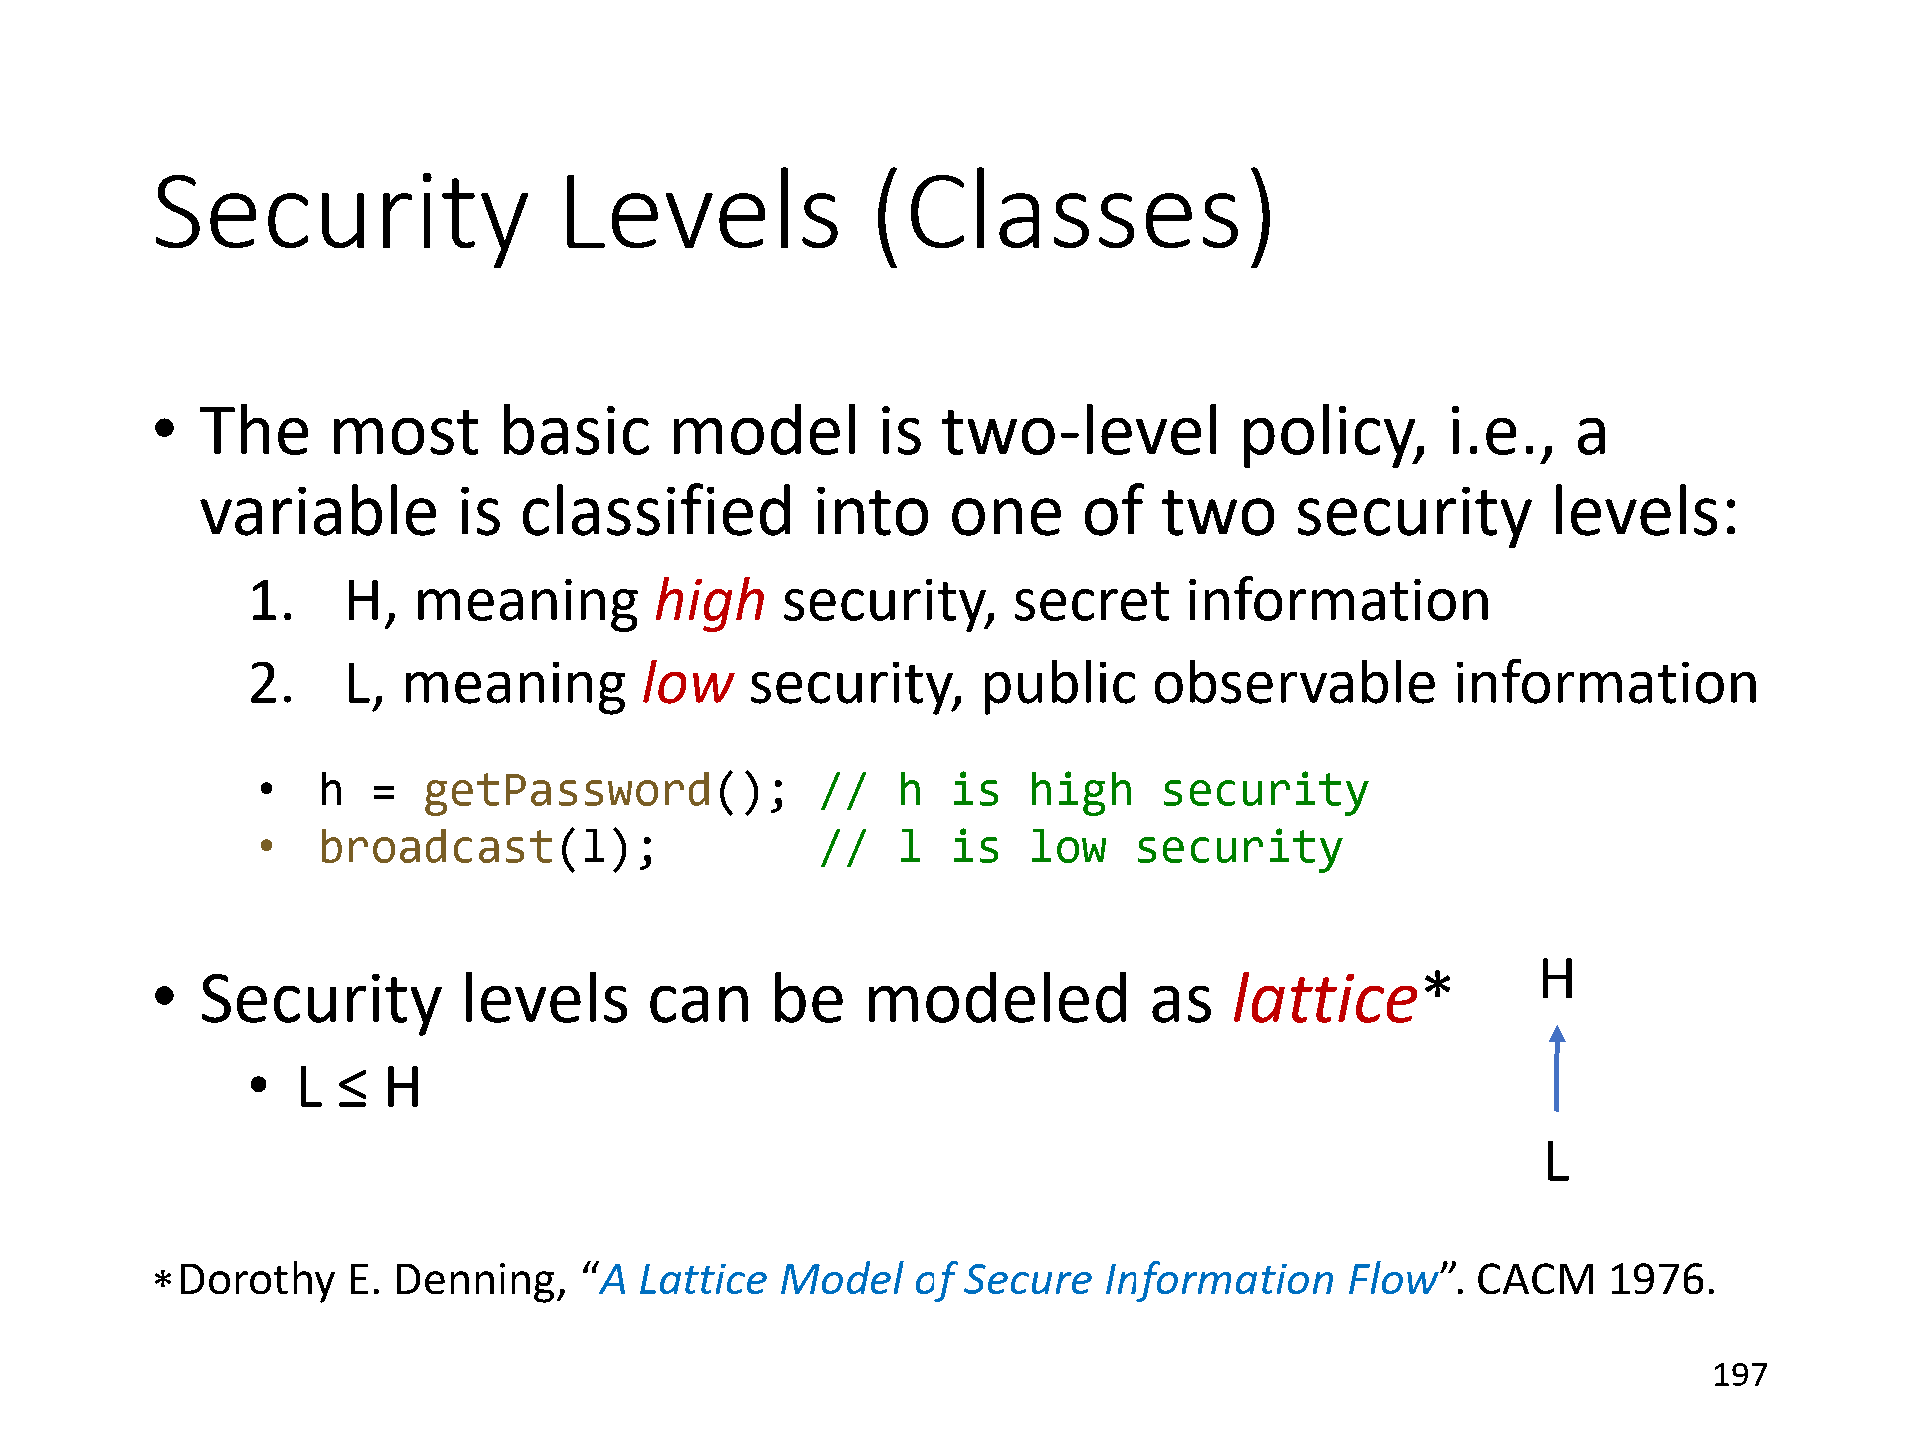 Security Levels (Classes)
• The most basic model is two-level policy, i.e., a
variable is classified into one of two security levels:
1. H, meaning high security, secret information
2. L, meaning low security, public observable information
• h = getPassword(); // h is high security
• broadcast(l); // l is low security
• Security levels can be modeled as lattice*
• L ≤ H
H
L
*Dorothy E. Denning, “A Lattice Model of Secure Information Flow”. CACM 1976.
197